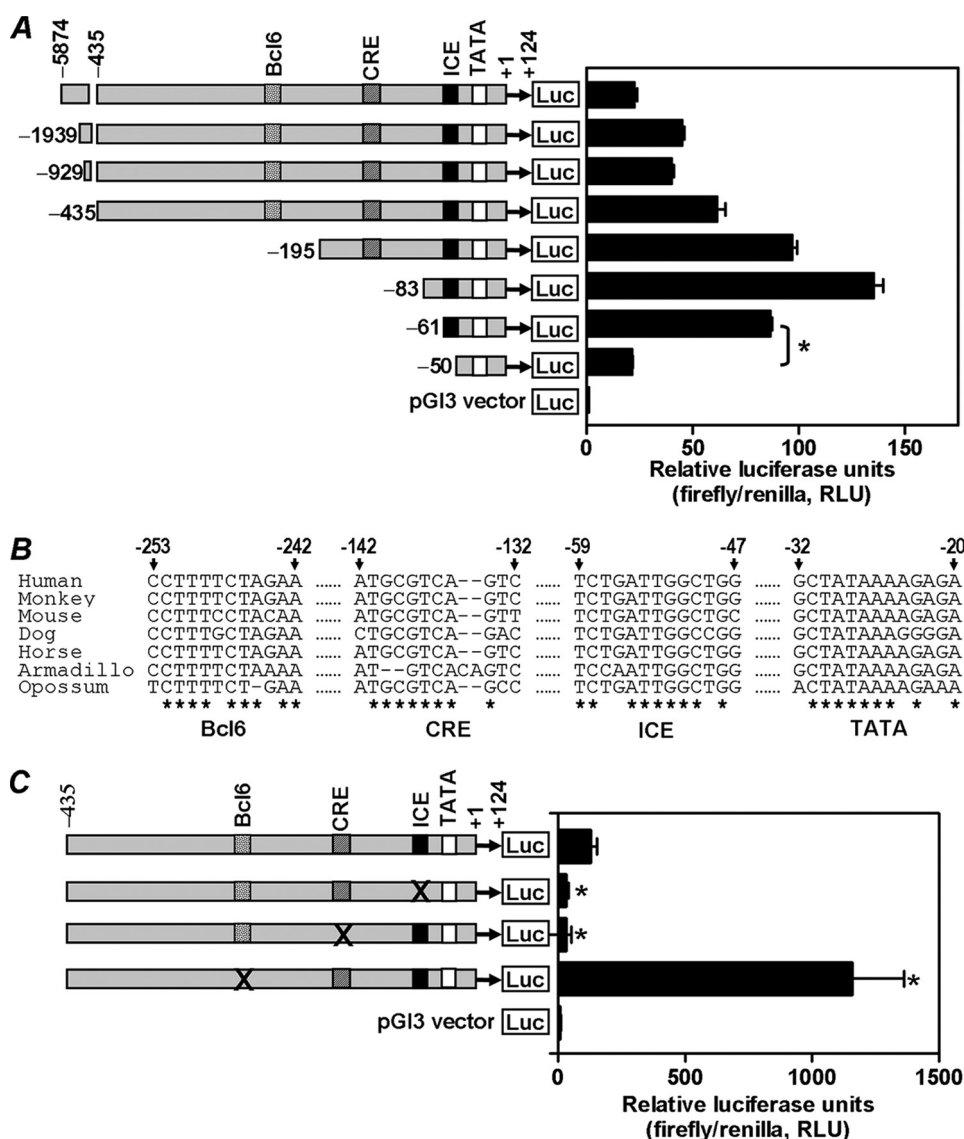 A
−5874
−435
Bcl6
CRE
ICE
TATA
+1
+124
Luc
−1939
Luc
−929
Luc
−435
Luc
−195
Luc
−83
Luc
−61
Luc
*
−50
Luc
pGl3 vector
Luc
0 50 100 150
Relative luciferase units
(firefly/renilla, RLU)
B
-253 -242 -142 -132 -59 -47 -32 -20
Human CCTTTTCTAGAA ...... ATGCGTCA--GTC ...... TCTGATTGGCTGG ...... GCTATAAAAGAGA
Monkey CCTTTTCTAGAA ...... ATGCGTCA--GTC ...... TCTGATTGGCTGG ...... GCTATAAAAGAGA
Mouse CCTTTCCTACAA ...... ATGCGTCA--GTT ...... TCTGATTGGCTGG ...... GCTATAAAAGAGA
Dog CCTTTGCTAGAA ...... CTGCGTCA--GAC ...... TCTGATTGGCCGG ...... GCTATAAAGGGGA
Horse CCTTTTCTAGAA ...... ATGCGTCA--GTC ...... TCTGATTGGCTGG ...... GCTATAAAAGAGA
Armadillo CCTTTTCTAAAA ...... AT--GTCACAGTC ...... TCCAATTGGCTGG ...... GCTATAAAAGAGA
Opossum TCTTTTCT-GAA ...... ATGCGTCA--GCC ...... TCTGATTGGCTGG ...... ACTATAAAAGAAA
**** *** ** ******* * ** ****** * ******* * *
Bcl6 CRE ICE TATA
C
−435
Bcl6
CRE
ICE
TATA
+1
+124
Luc
X
Luc
*
X
Luc
*
X
Luc
*
pGl3 vector
Luc
0 500 1000 1500
Relative luciferase units
(firefly/renilla, RLU)